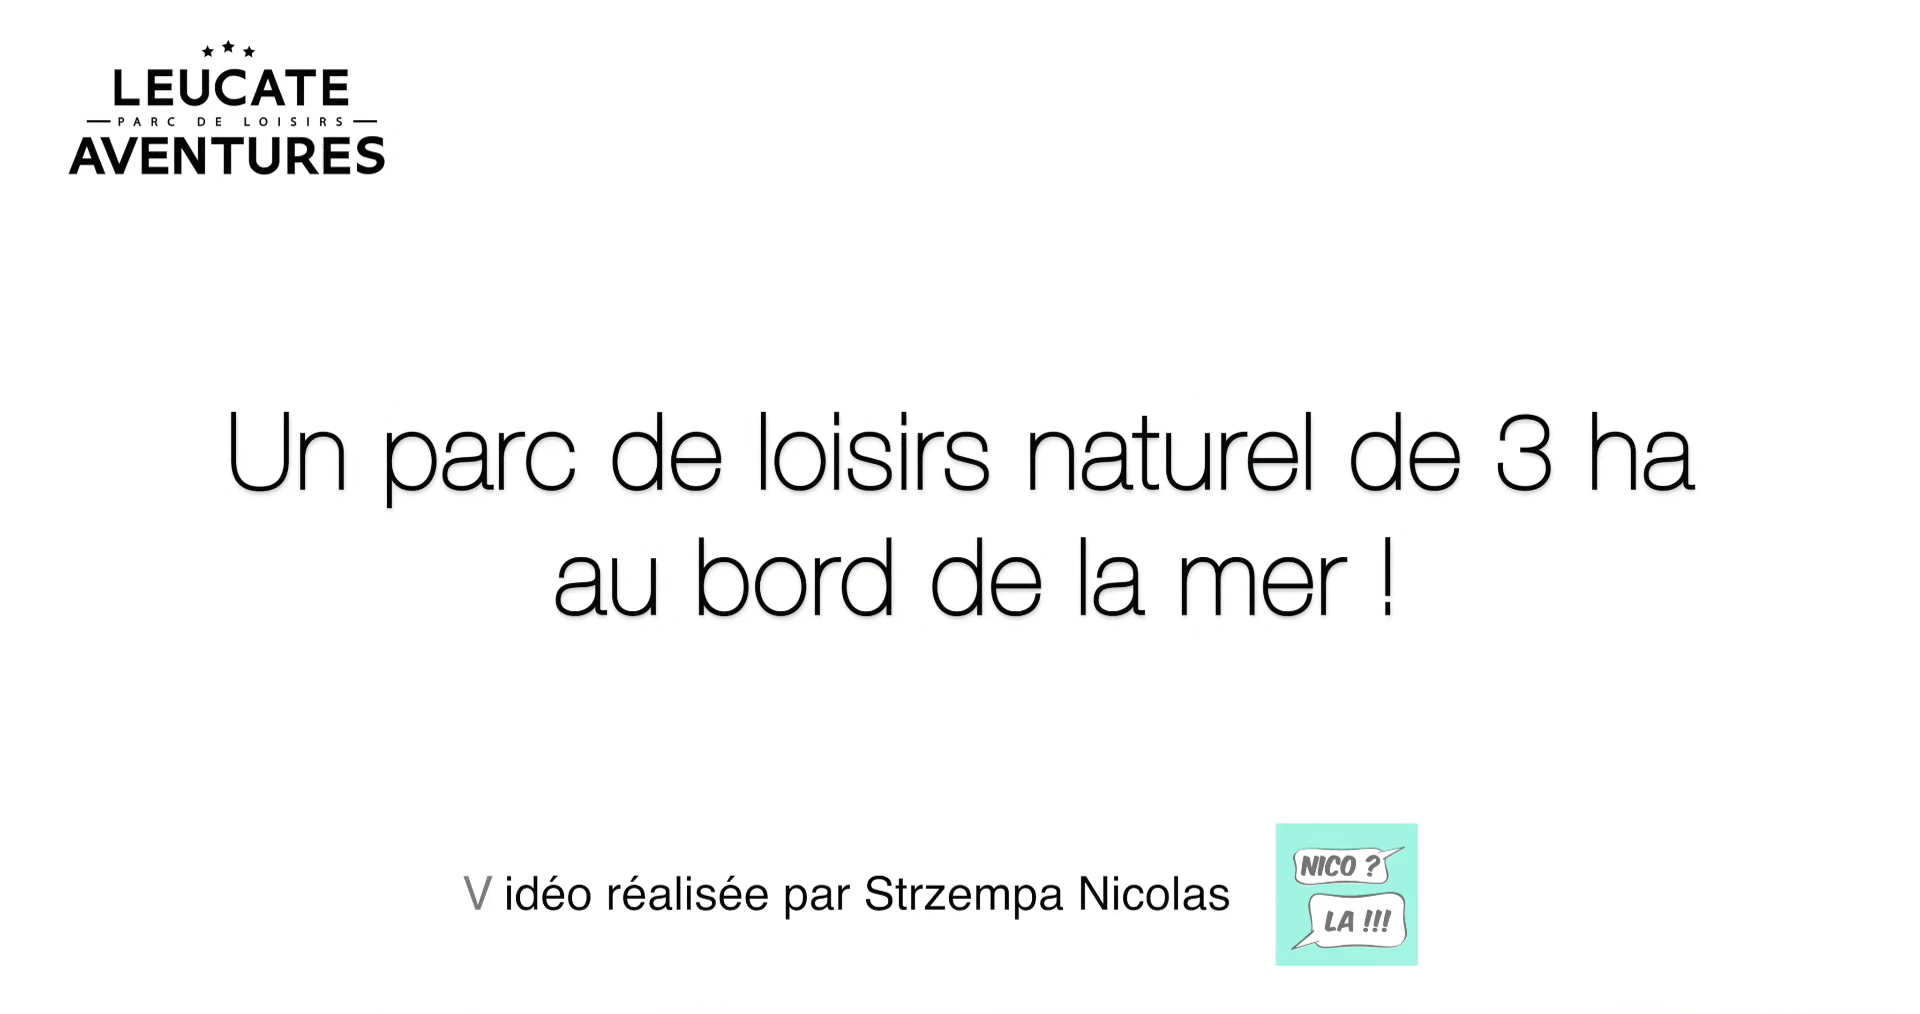 LEUCATE
PARC DE LOISIRS
AVENTURES
Un parc de loisirs naturel de 3 ha
au bord de la mer !
V idéo réalisée par Strzempa Nicolas
NICO ?
LA !!!